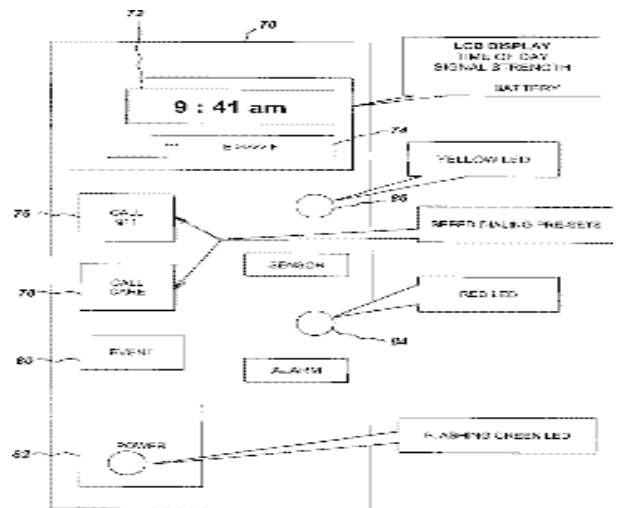 72
70
LCD DISPLAY
TIME OF DAY
SIGNAL STRENGTH
BATTERY
9 : 41 am
74
YELLOW LED
76
CALL
911
86
SPEED DIALING PRE-SETS
SENSOR
78
CALL
CARE
RED LED
84
80
EVENT
ALARM
82
POWER
FLASHING GREEN LED